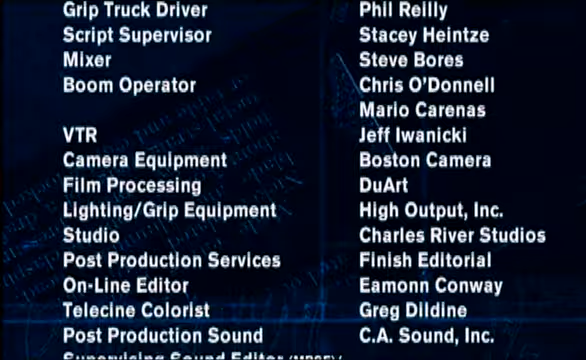 Grip Truck Driver Phil Reilly
Script Supervisor Stacey Heintze
Mixer Steve Bores
Boom Operator Chris O'Donnell
Mario Carenas
VTR Jeff Iwanicki
Camera Equipment Boston Camera
Film Processing DuArt
Lighting/Grip Equipment High Output, Inc.
Studio Charles River Studios
Post Production Services Finish Editorial
On-Line Editor Eamonn Conway
Telecine Colorist Greg Dildine
Post Production Sound C.A. Sound, Inc.
Supervising Sound Editor